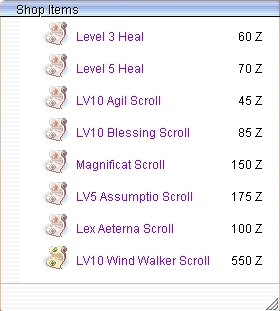 Shop Items
Level 3 Heal 60 Z
Level 5 Heal 70 Z
LV10 Agil Scroll 45 Z
LV10 Blessing Scroll 85 Z
Magnificat Scroll 150 Z
LV5 Assumptio Scroll 175 Z
Lex Aeterna Scroll 100 Z
LV10 Wind Walker Scroll 550 Z